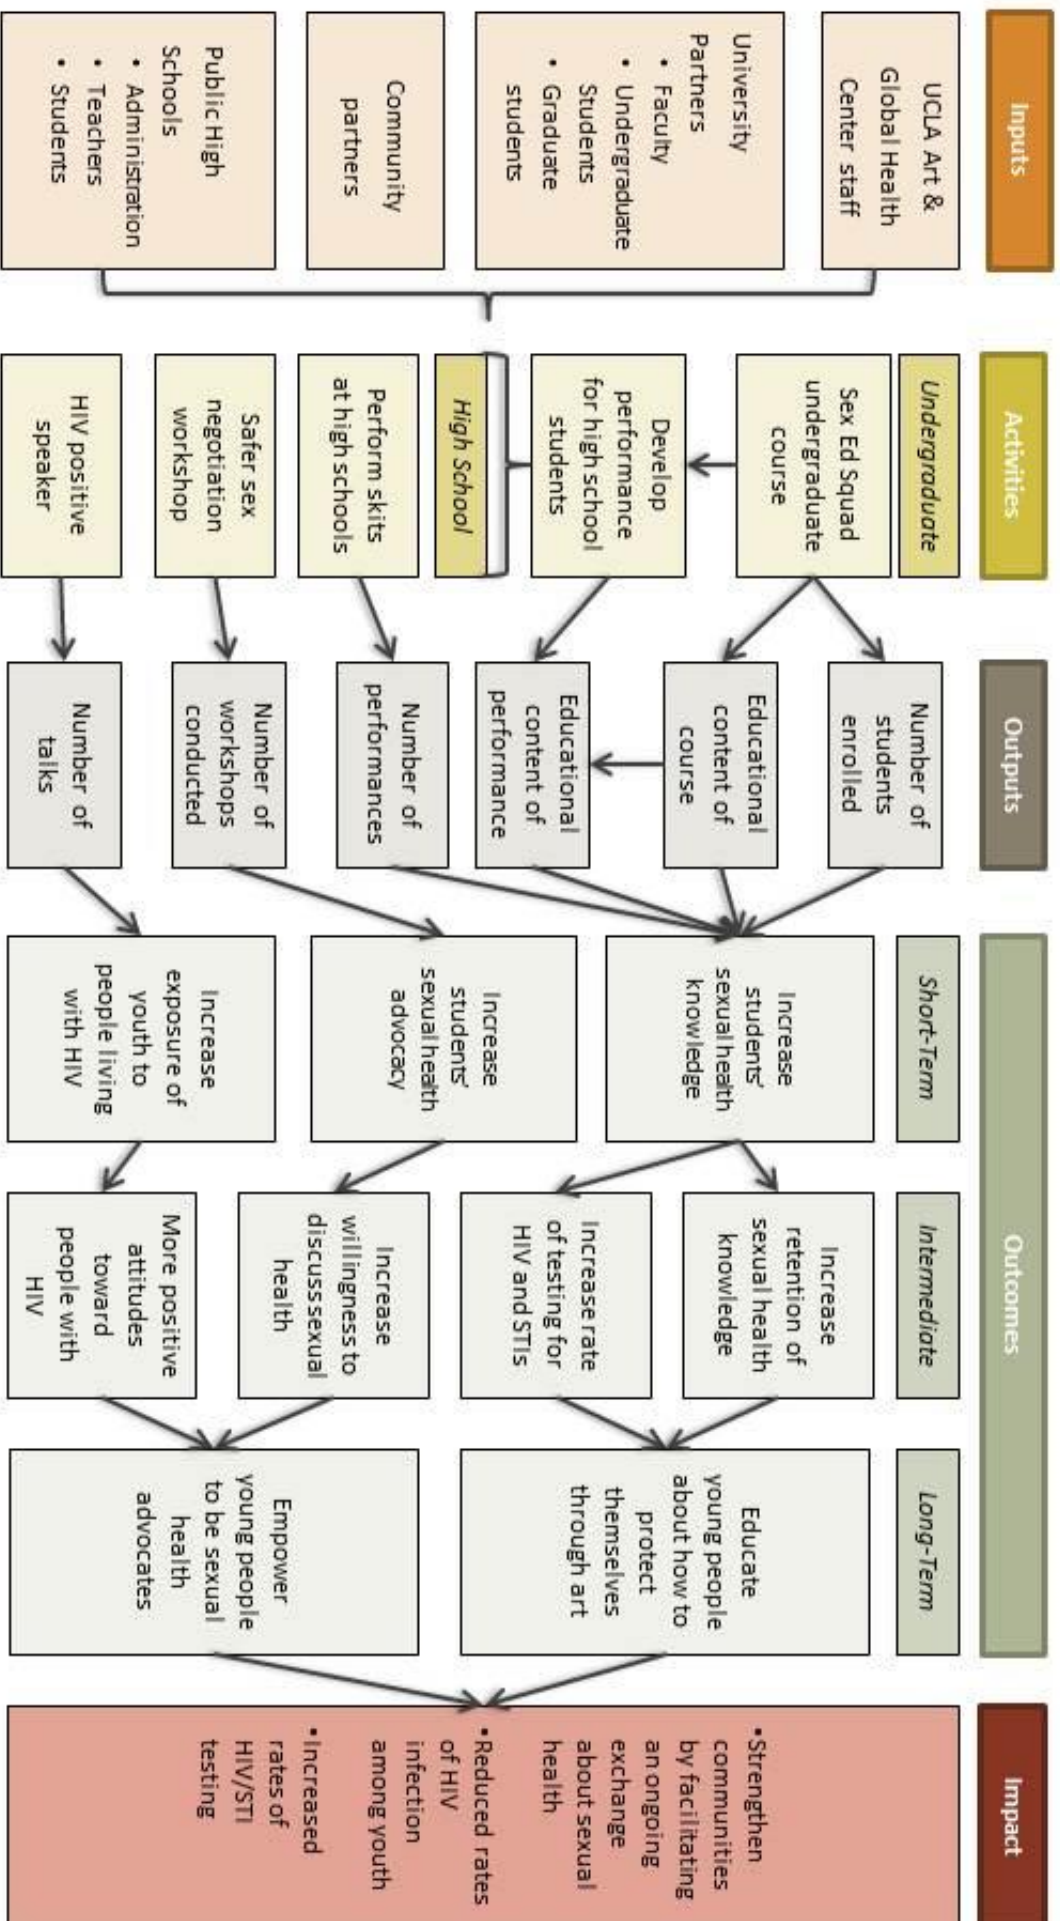 Inputs
UCLA Art &
Global Health
Center staff
University
Partners
• Faculty
• Undergraduate
Students
• Graduate
students
Community
partners
Public High
Schools
• Administration
• Teachers
• Students
Activities
Undergraduate
Sex Ed Squad
undergraduate
course
Develop
performance
for high school
students
High School
Perform skits
at high schools
Safer sex
negotiation
workshop
HIV positive
speaker
Outputs
Number of
students
enrolled
Educational
content of
course
Educational
content of
performance
Number of
performances
Number of
workshops
conducted
Number of
talks
Outcomes
Short-Term
Increase
students'
sexual health
knowledge
Increase
students'
sexual health
advocacy
Increase
exposure of
youth to
people living
with HIV
Intermediate
Increase
retention of
sexual health
knowledge
Increase rate
of testing for
HIV and STIs
Increase
willingness to
discuss sexual
health
More positive
attitudes
toward
people with
HIV
Long-Term
Educate
young people
about how to
protect
themselves
through art
Empower
young people
to be sexual
health
advocates
Impact
•Strengthen
communities
by facilitating
an ongoing
exchange
about sexual
health
•Reduced rates
of HIV
infection
among youth
•Increased
rates of
HIV/STI
testing